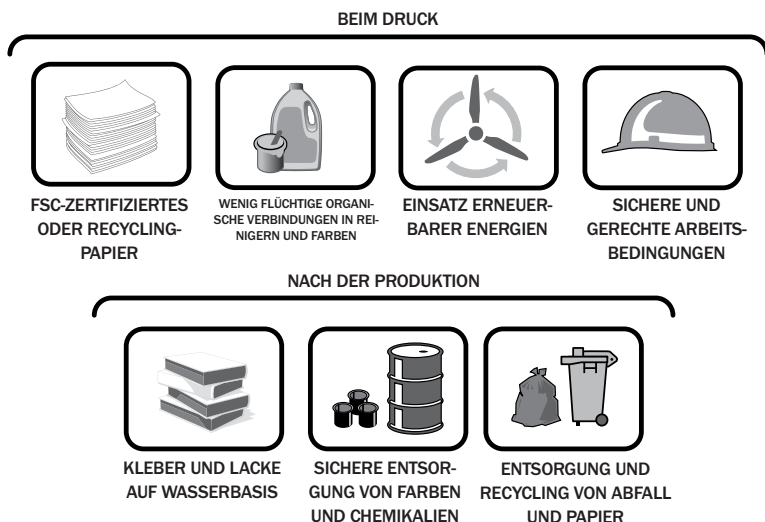 BEIM DRUCK
FSC-ZERTIFIZIERTES
ODER RECYCLING-
PAPIER
WENIG FLÜCHTIGE ORGANI-
SCHE VERBINDUNGEN IN REI-
NIGERN UND FARBEN
EINSATZ ERNEUER-
BARER ENERGIEN
SICHERE UND
GERECHTE ARBEITS-
BEDINGUNGEN
NACH DER PRODUKTION
KLEBER UND LACKE
AUF WASSERBASIS
SICHERE ENTSOR-
GUNG VON FARBEN
UND CHEMIKALIEN
ENTSORGUNG UND
RECYCLING VON ABFALL
UND PAPIER